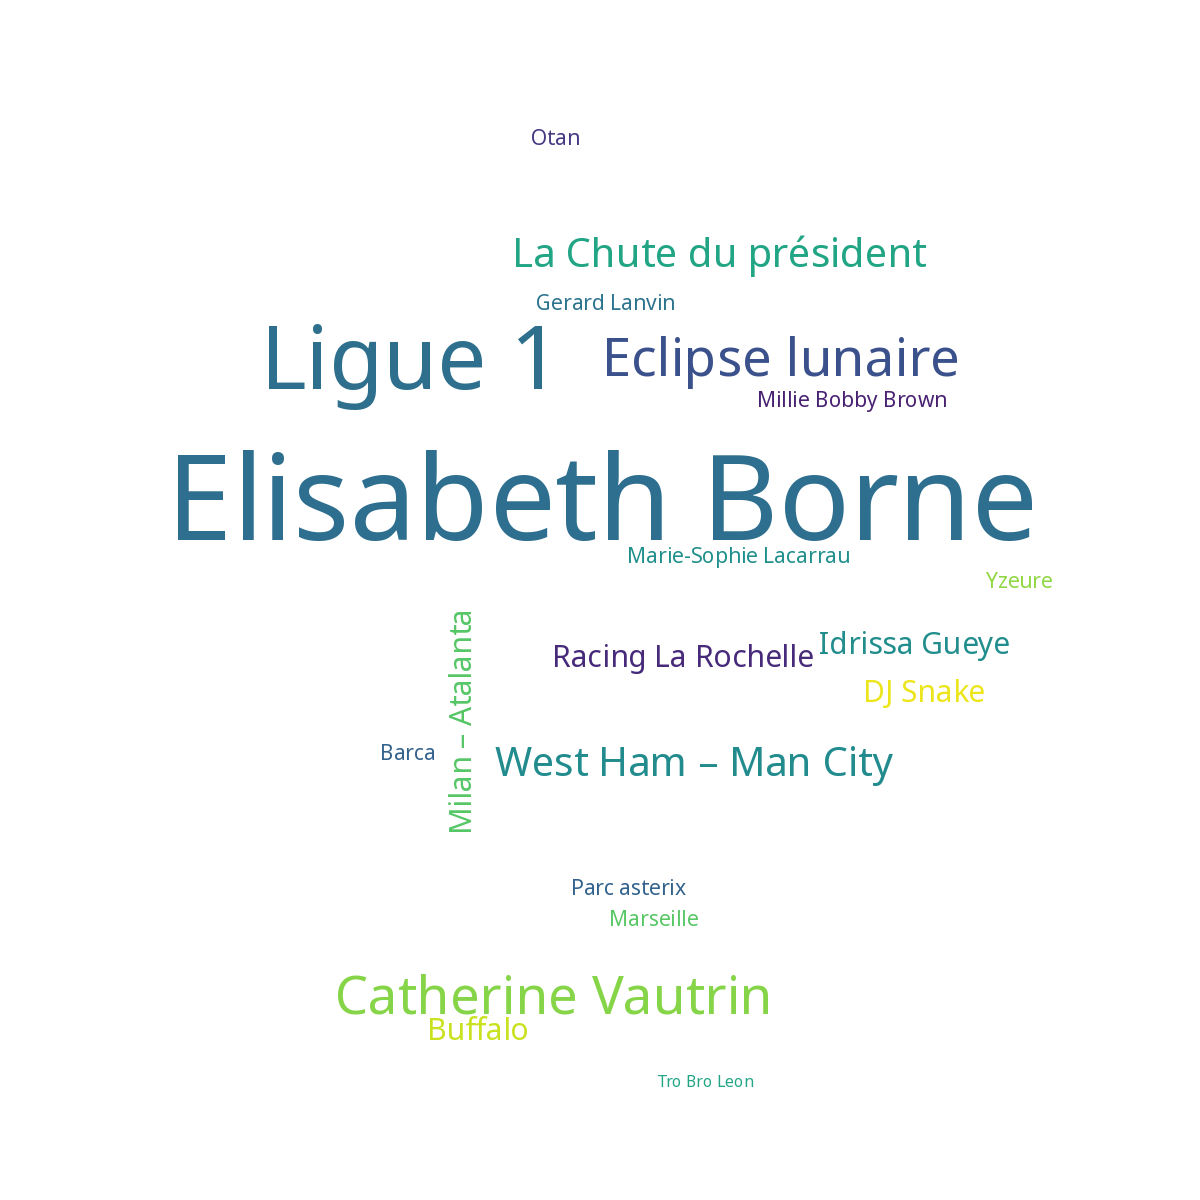 Otan
La Chute du président
Gerard Lanvin
Ligue 1
Eclipse lunaire
Millie Bobby Brown
Elisabeth Borne
Marie-Sophie Lacarrau
Yzeure
Milan – Atalanta
Racing La Rochelle
Idrissa Gueye
DJ Snake
Barca
West Ham – Man City
Parc asterix
Marseille
Catherine Vautrin
Buffalo
Tro Bro Leon